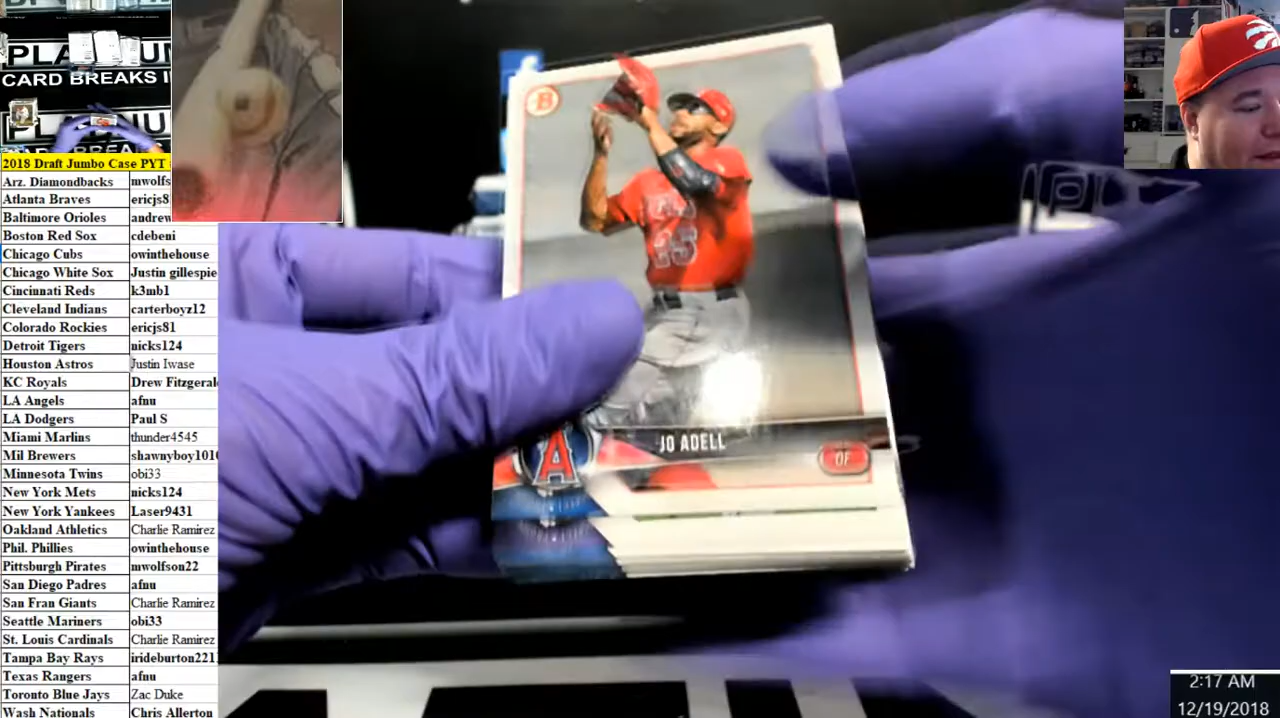 PLATINUM
CARD BREAKS I
PLA
2018 Draft Jumbo Case PYT
Arz. Diamondbacks mwolfs
Atlanta Braves ericjs8
Baltimore Orioles andrew
Boston Red Sox cdebeni
Chicago Cubs owinthehouse
Chicago White Sox Justin gillespie
Cincinnati Reds k3mb1
Cleveland Indians carterboyz12
Colorado Rockies ericjs81
Detroit Tigers nicks124
Houston Astros Justin Iwase
KC Royals Drew Fitzgeral
LA Angels afnu
LA Dodgers Paul S
Miami Marlins thunder4545
Mil Brewers shawnyboy1010
Minnesota Twins obi33
New York Mets nicks124
New York Yankees Laser9431
Oakland Athletics Charlie Ramirez
Phil. Phillies owinthehouse
Pittsburgh Pirates mwolfson22
San Diego Padres afnu
San Fran Giants Charlie Ramirez
Seattle Mariners obi33
St. Louis Cardinals Charlie Ramirez
Tampa Bay Rays irideburton221
Texas Rangers afnu
Toronto Blue Jays Zac Duke
Wash Nationals Chris Allerton
B
25
JO ADELL
A
OF
2:17 AM
12/19/2018